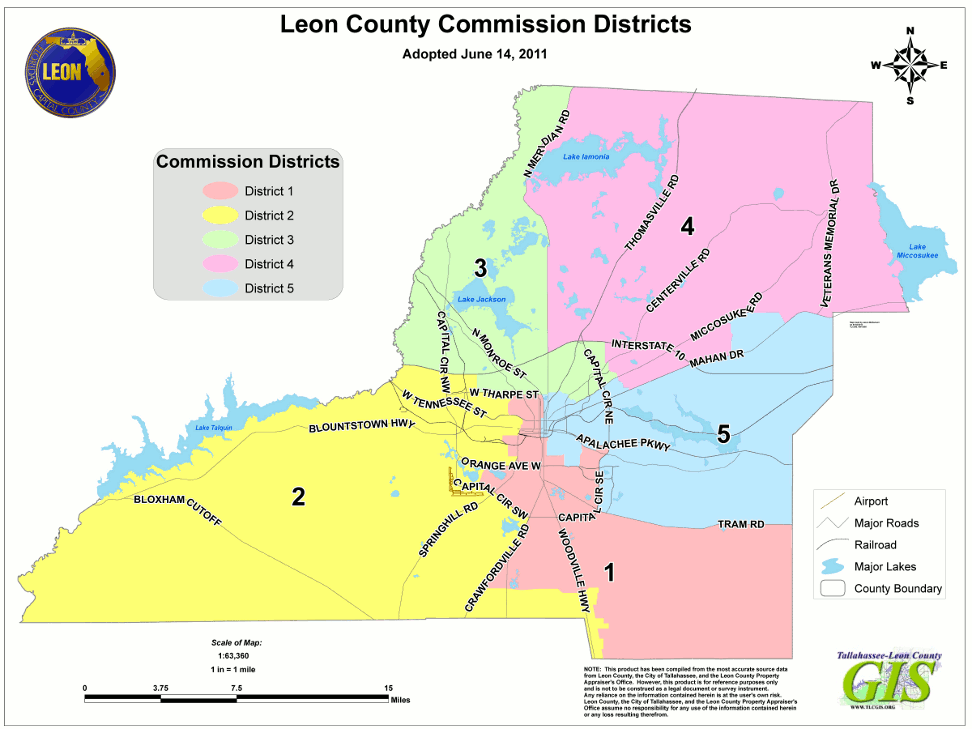 Leon County Commission Districts
Adopted June 14, 2011
LEON
CAPITAL COUNTY
N
W
E
S
Commission Districts
District 1
District 2
District 3
District 4
District 5
N MERIDIAN RD
Lake Iamonia
THOMASVILLE RD
4
VETERANS MEMORIAL DR
Lake
Miccosukee
CENTERVILLE RD
3
Lake Jackson
MICCOSUKEE RD
CAPITAL CIR NW
N MONROE ST
INTERSTATE 10
MAHAN DR
CAPITAL CIR NE
W THARPE ST
W TENNESSEE ST
Lake Talquin
BLOUNTSTOWN HWY
5
APALACHEE PKWY
ORANGE AVE W
CAPITAL CIR SW
2
BLOXHAM CUTOFF
SPRINGHILL RD
CAPITAL CIR SE
TRAM RD
CRAWFORDVILLE RD
WOODVILLE HWY
1
Airport
Major Roads
Railroad
Major Lakes
County Boundary
Scale of Map:
1:63,360
1 in = 1 mile
0
3.75
7.5
15
Miles
NOTE: This product has been compiled from the most accurate source data
from Leon County, the City of Tallahassee, and the Leon County Property
Appraiser's Office. However, this product is for reference purposes only
and is not to be construed as a legal document or survey instrument.
Any reliance on the information contained herein is at the user's own risk.
Leon County, the City of Tallahassee, and the Leon County Property Appraiser's
Office assume no responsibility for any use of the information contained herein
or any loss resulting therefrom.
Tallahassee-Leon County
GIS
WWW.TLCGIS.ORG